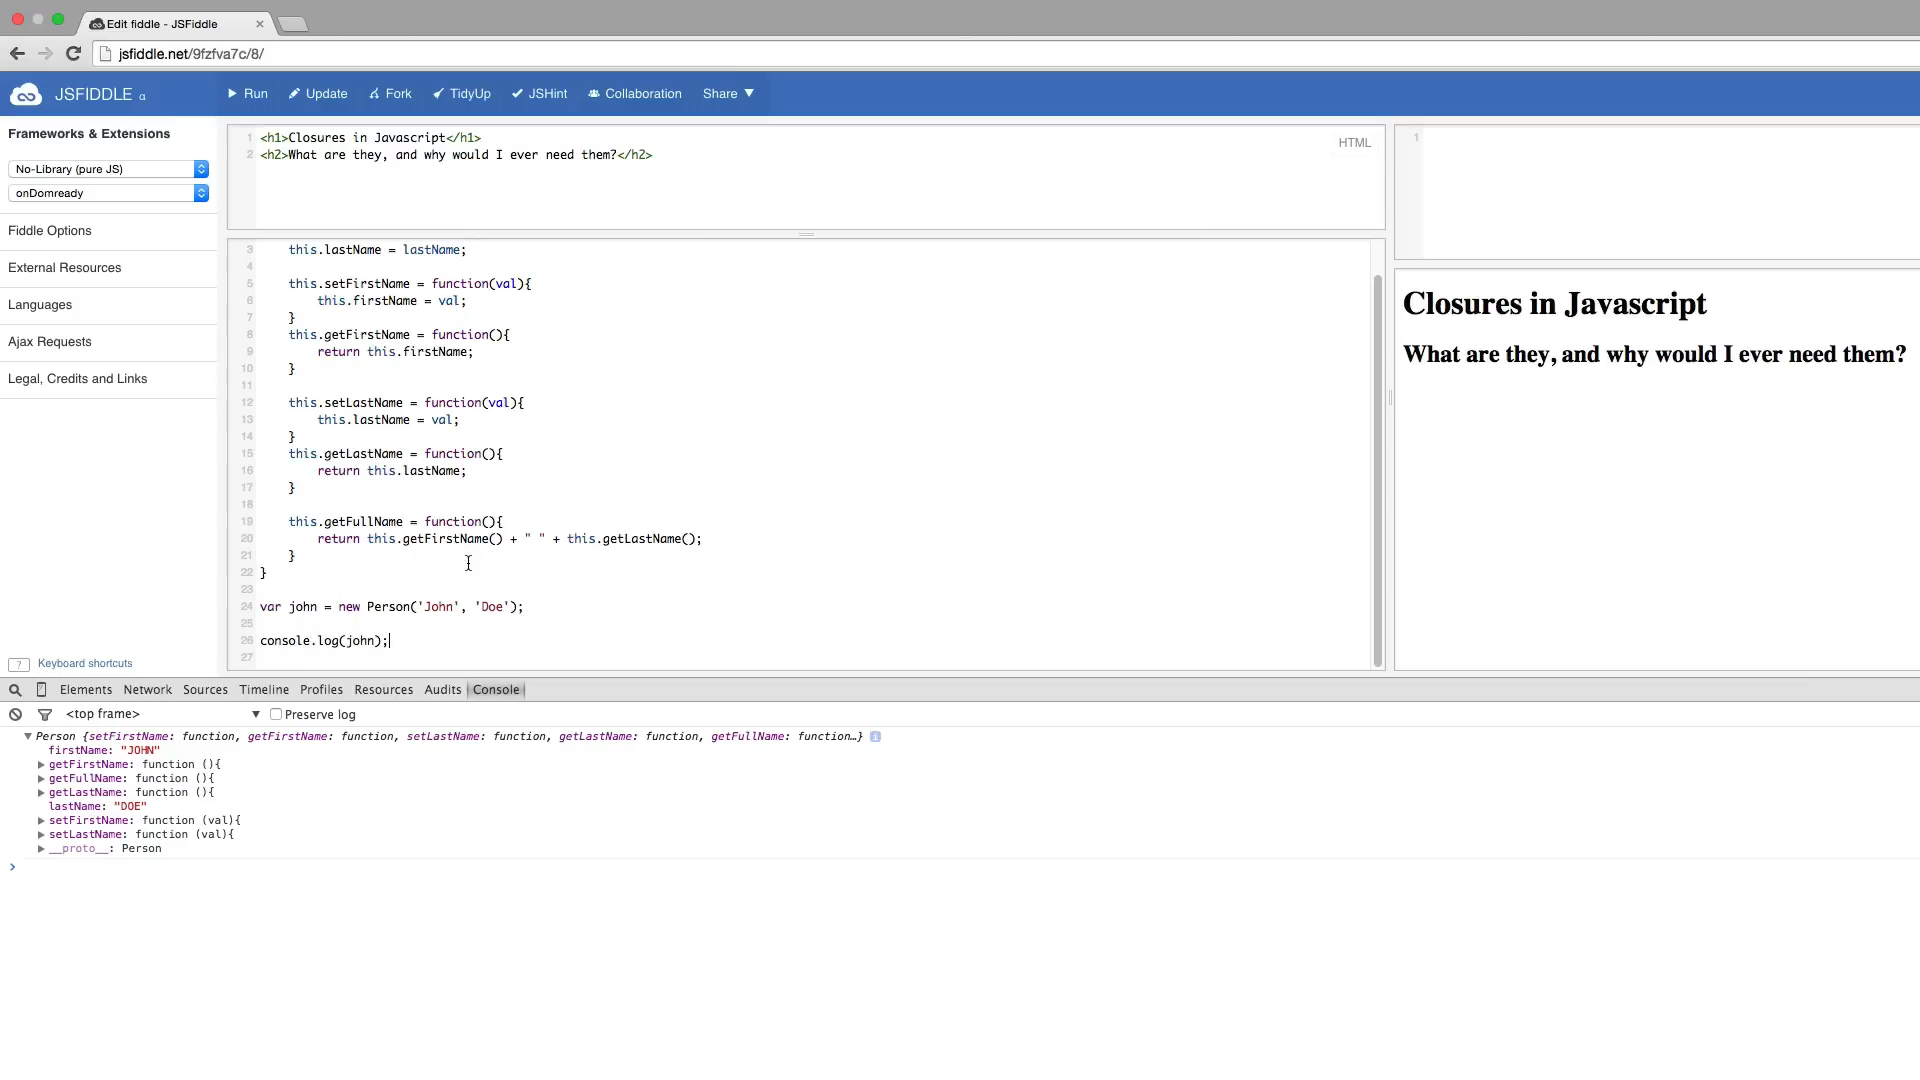 Edit fiddle - JSFiddle
jsfiddle.net/9fzfva7c/8/
JSFIDDLE α
Run Update Fork TidyUp JSHint Collaboration Share
Frameworks & Extensions
No-Library (pure JS)
onDomready
Fiddle Options
External Resources
Languages
Ajax Requests
Legal, Credits and Links
? Keyboard shortcuts
1 <h1>Closures in Javascript</h1>
2 <h2>What are they, and why would I ever need them?</h2>
HTML
3 this.lastName = lastName;
4
5 this.setFirstName = function(val){
6 this.firstName = val;
7 }
8 this.getFirstName = function(){
9 return this.firstName;
10 }
11
12 this.setLastName = function(val){
13 this.lastName = val;
14 }
15 this.getLastName = function(){
16 return this.lastName;
17 }
18
19 this.getFullName = function(){
20 return this.getFirstName() + " " + this.getLastName();
21 }
22 }
23
24 var john = new Person('John', 'Doe');
25
26 console.log(john);
27
1
Closures in Javascript
What are they, and why would I ever need them?
Elements Network Sources Timeline Profiles Resources Audits Console
<top frame> Preserve log
Person {setFirstName: function, getFirstName: function, setLastName: function, getLastName: function, getFullName: function…}
firstName: "JOHN"
getFirstName: function (){
getFullName: function (){
getLastName: function (){
lastName: "DOE"
setFirstName: function (val){
setLastName: function (val){
__proto__: Person
>